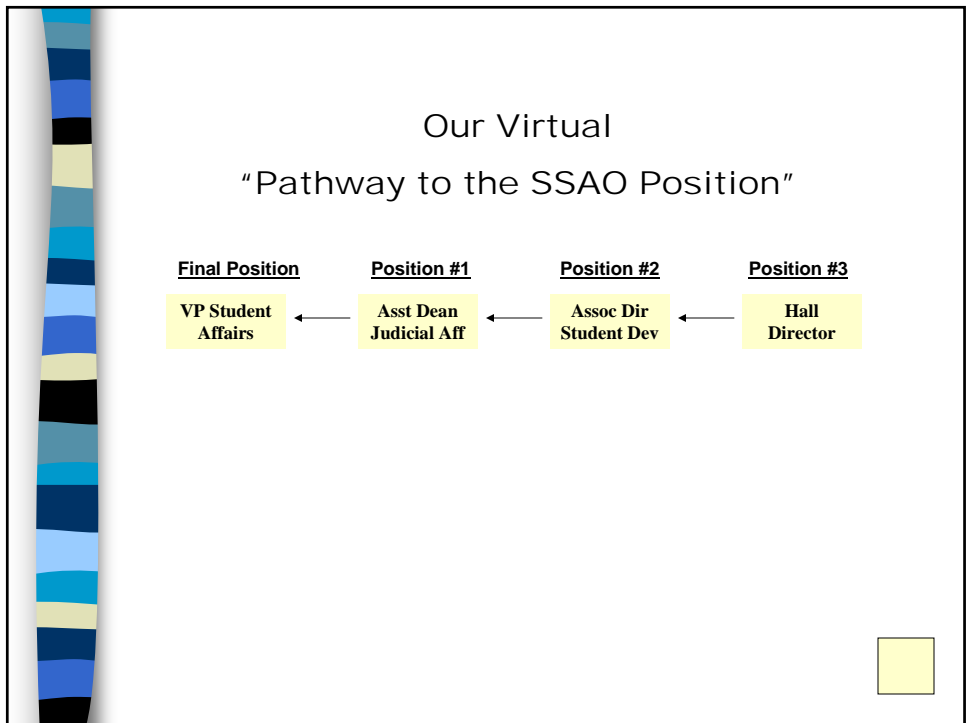 Our Virtual
"Pathway to the SSAO Position"
Final Position Position #1 Position #2 Position #3
VP Student
Affairs
Asst Dean
Judicial Aff
Assoc Dir
Student Dev
Hall
Director